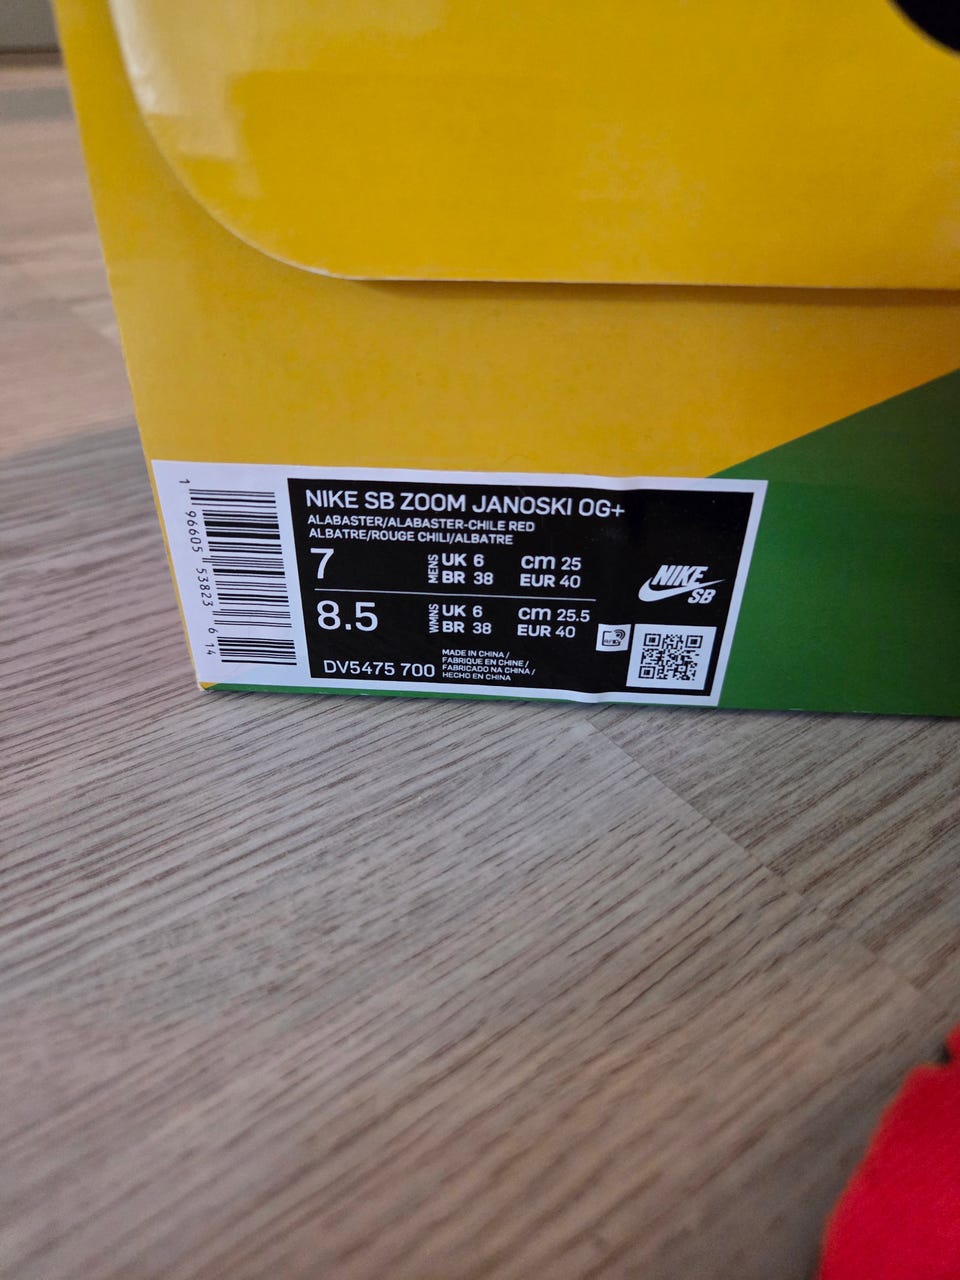 NIKE SB ZOOM JANOSKI OG+
ALABASTER/ALABASTER-CHILE RED
ALBATRE/ROUGE CHILI/ALBATRE
7 MENS UK 6 cm 25
BR 38 EUR 40
8.5 WMNS UK 6 cm 25.5
BR 38 EUR 40
DV5475 700
MADE IN CHINA /
FABRIQUE EN CHINE /
FABRICADO NA CHINA /
HECHO EN CHINA
NIKE
SB
1 96605 53823 6 14